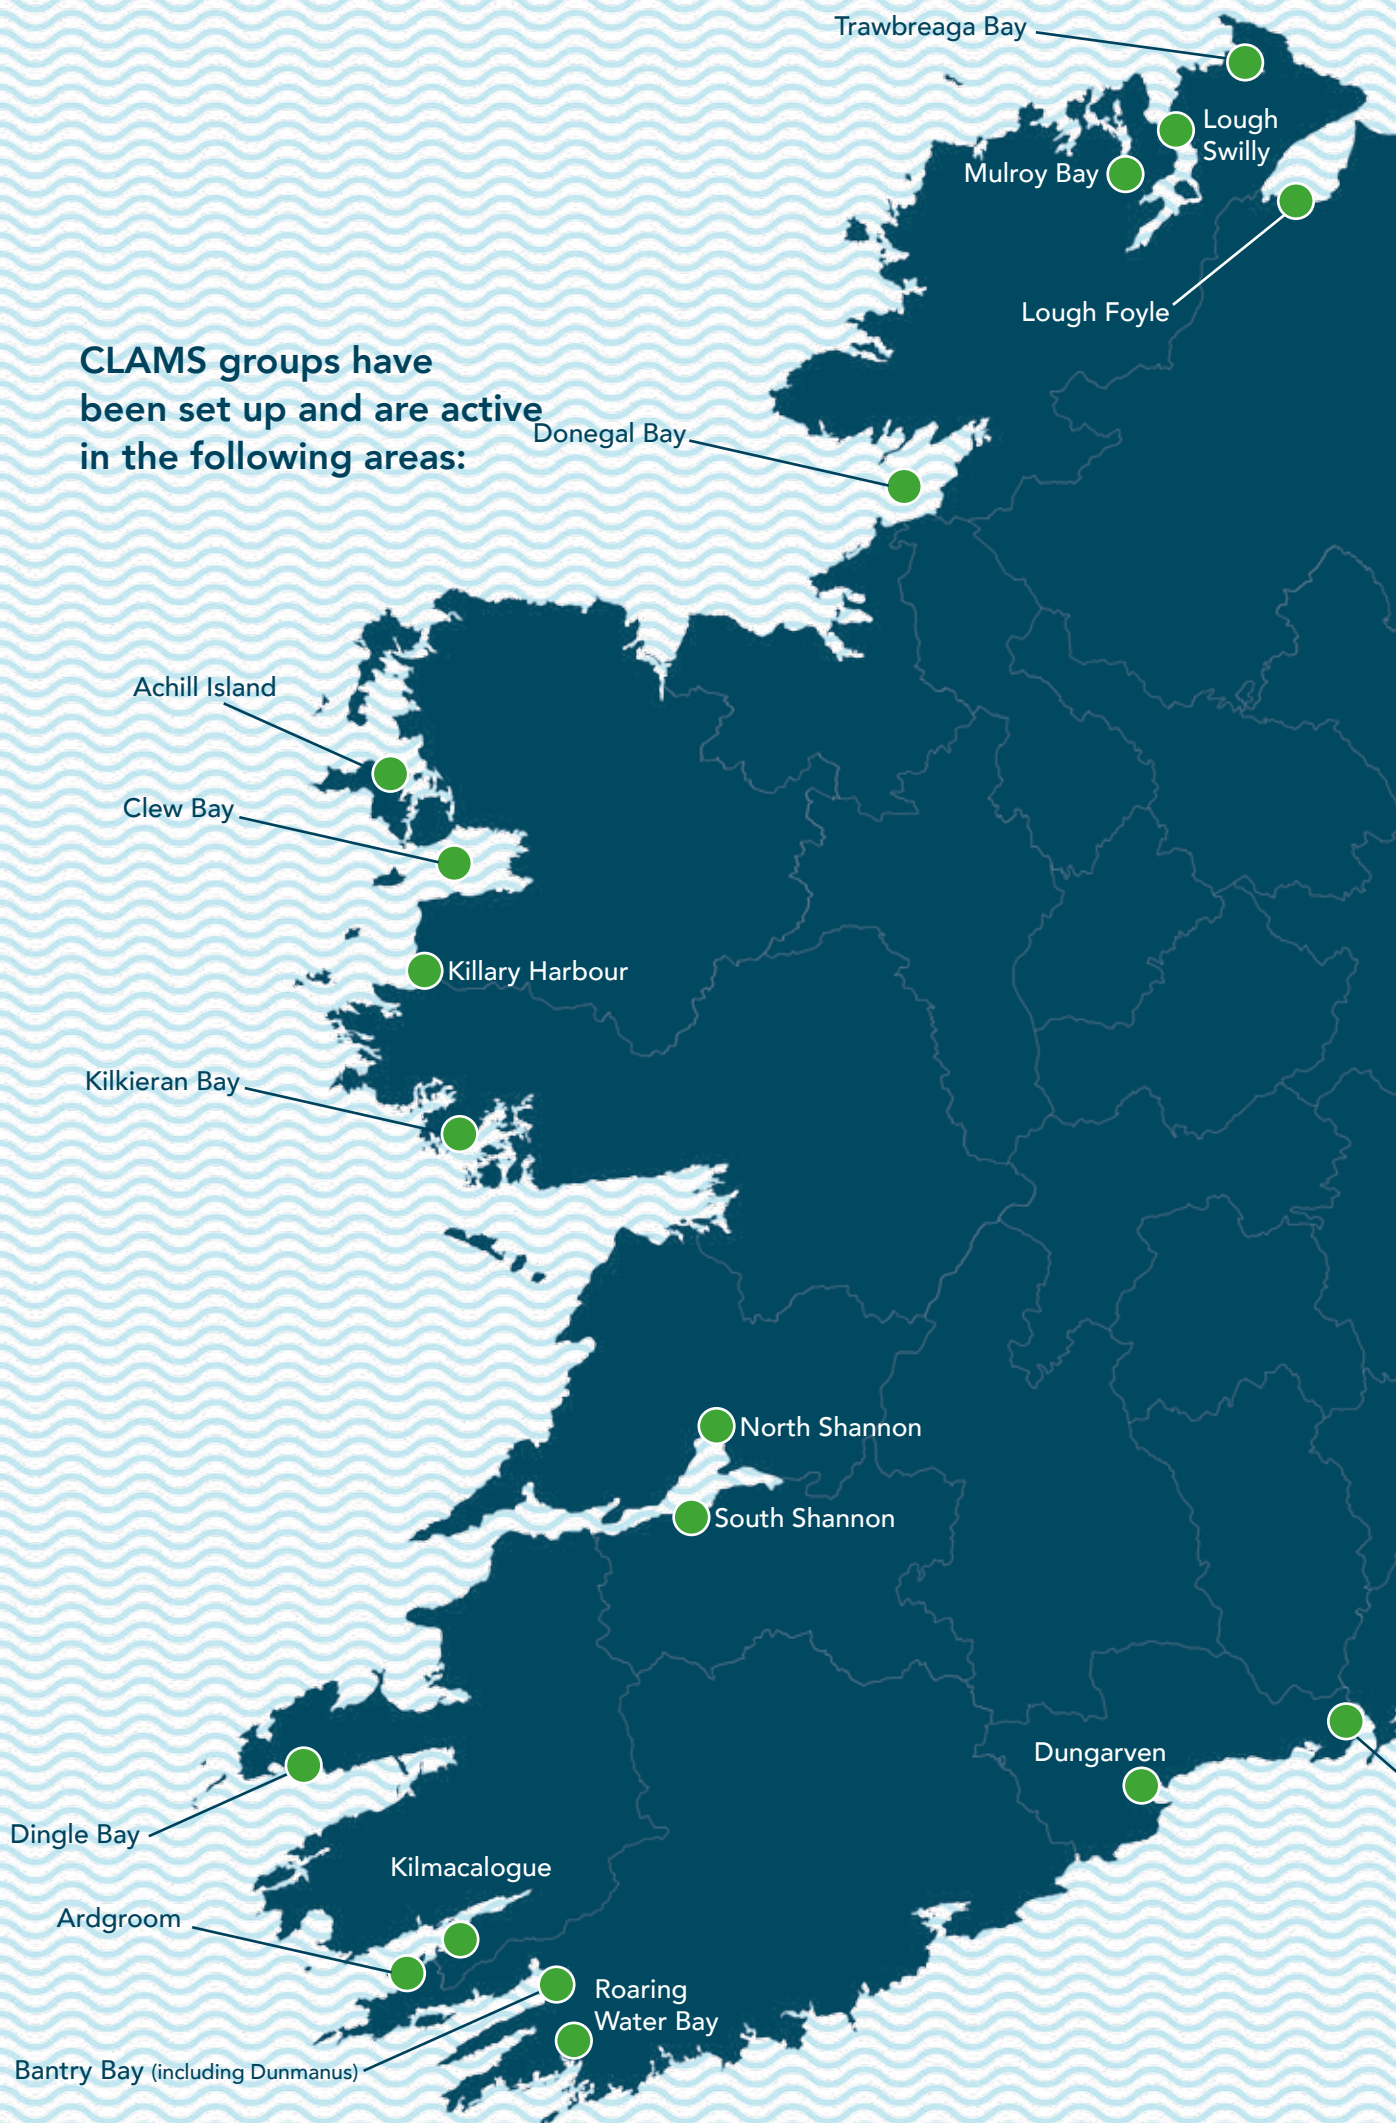 Trawbreaga Bay
Lough
Swilly
Mulroy Bay
Lough Foyle
CLAMS groups have
been set up and are active
in the following areas:
Donegal Bay
Achill Island
Clew Bay
Killary Harbour
Kilkieran Bay
North Shannon
South Shannon
Dungarven
Dingle Bay
Kilmacalogue
Ardgroom
Roaring
Water Bay
Bantry Bay (including Dunmanus)